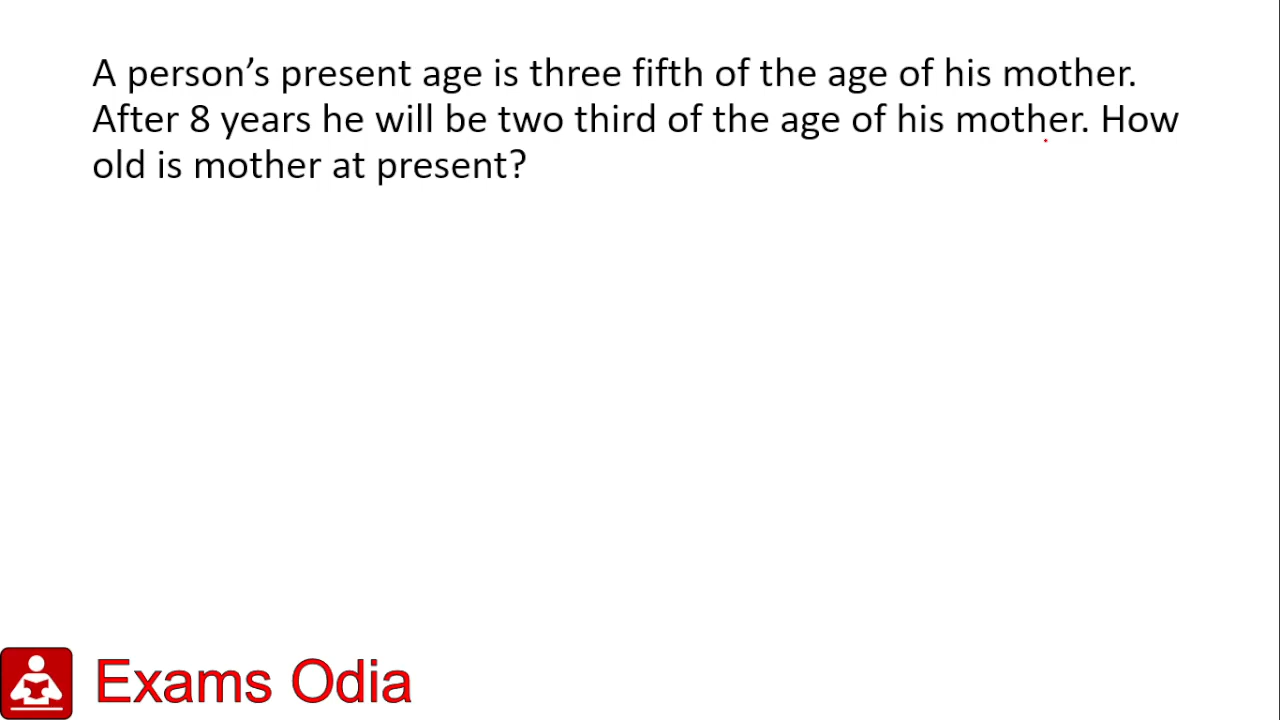 A person’s present age is three fifth of the age of his mother.
After 8 years he will be two third of the age of his mother. How
old is mother at present?
Exams Odia